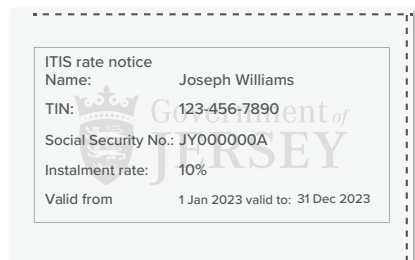 ITIS rate notice
Name: Joseph Williams
Government of
TIN: 123-456-7890
JERSEY
Social Security No.: JY000000A
Instalment rate: 10%
Valid from 1 Jan 2023 valid to: 31 Dec 2023